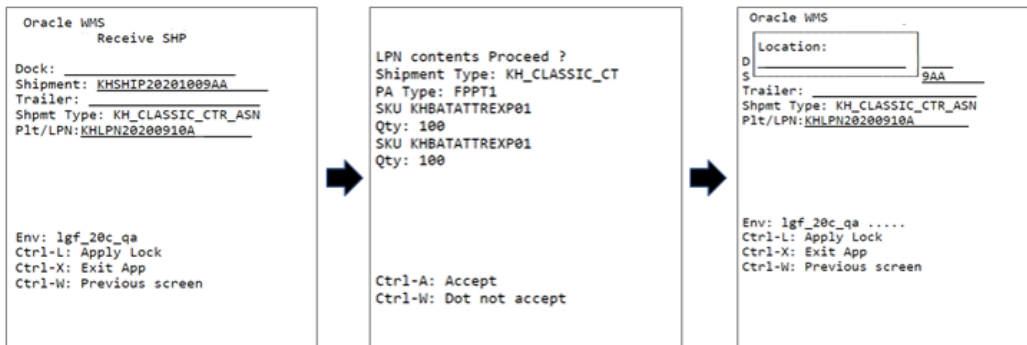 Oracle WMS
Receive SHP
Dock:
Shipment: KHSHIP20201009AA
Trailer:
Shpmt Type: KH_CLASSIC_CTR_ASN
Plt/LPN:KHLPN20200910A
Env: lgf_20c_qa
Ctrl-L: Apply Lock
Ctrl-X: Exit App
Ctrl-W: Previous screen
LPN contents Proceed ?
Shipment Type: KH_CLASSIC_CT
PA Type: FPPT1
SKU KHBATATTREXP01
Qty: 100
SKU KHBATATTREXP01
Qty: 100
Ctrl-A: Accept
Ctrl-W: Dot not accept
Oracle WMS
Location:
D
S 9AA
Trailer:
Shpmt Type: KH_CLASSIC_CTR_ASN
Plt/LPN:KHLPN20200910A
Env: lgf_20c_qa .....
Ctrl-L: Apply Lock
Ctrl-X: Exit App
Ctrl-W: Previous screen